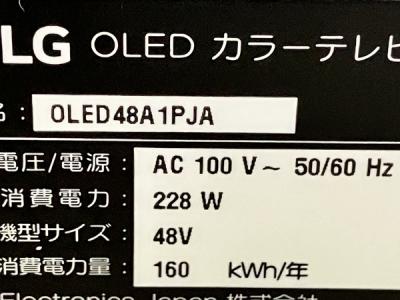 LG OLED カラーテレビ
名 : OLED48A1PJA
電圧/電源 : AC 100 V ~ 50/60 Hz
消費電力 : 228 W
機型サイズ : 48V
消費電力量 : 160 kWh/年
Electronics Japan 株式会社